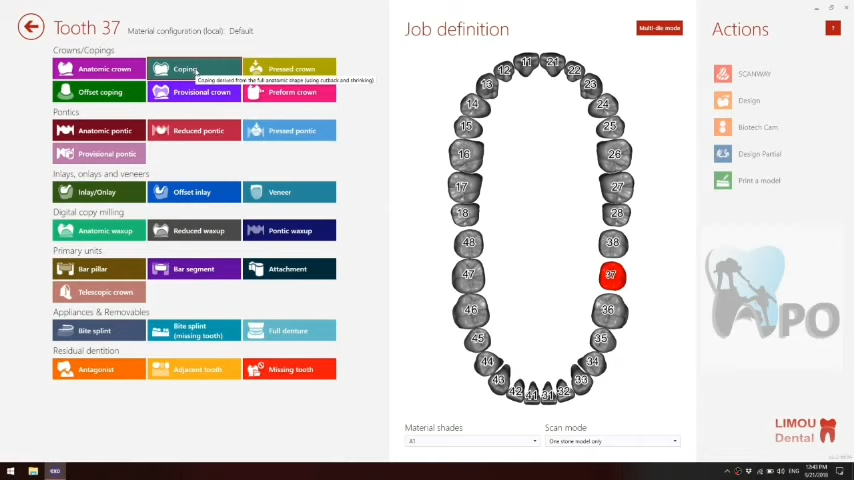 Tooth 37
Material configuration (local): Default
Crowns/Copings
Anatomic crown
Coping
Pressed crown
Coping derived from the full anatomic shape (using cutback and shrinking)
Offset coping
Provisional crown
Preform crown
Pontics
Anatomic pontic
Reduced pontic
Pressed pontic
Provisional pontic
Inlays, onlays and veneers
Inlay/Onlay
Offset inlay
Veneer
Digital copy milling
Anatomic waxup
Reduced waxup
Pontic waxup
Primary units
Bar pillar
Bar segment
Attachment
Telescopic crown
Appliances & Removables
Bite splint
Bite splint
(missing tooth)
Full denture
Residual dentition
Antagonist
Adjacent tooth
Missing tooth
Job definition
Multi-die mode
11 21
12 22
13 23
14 24
15 25
16 26
17 27
18 28
48 38
47 37
46 36
45 35
44 34
43 33
42 41 31 32
Material shades
A1
Scan mode
One stone model only
Actions
?
SCANWAY
Design
Biotech Cam
Design Partial
Print a model
APO
LIMOU
Dental
EXO
ENG
12:43 PM
9/21/2018